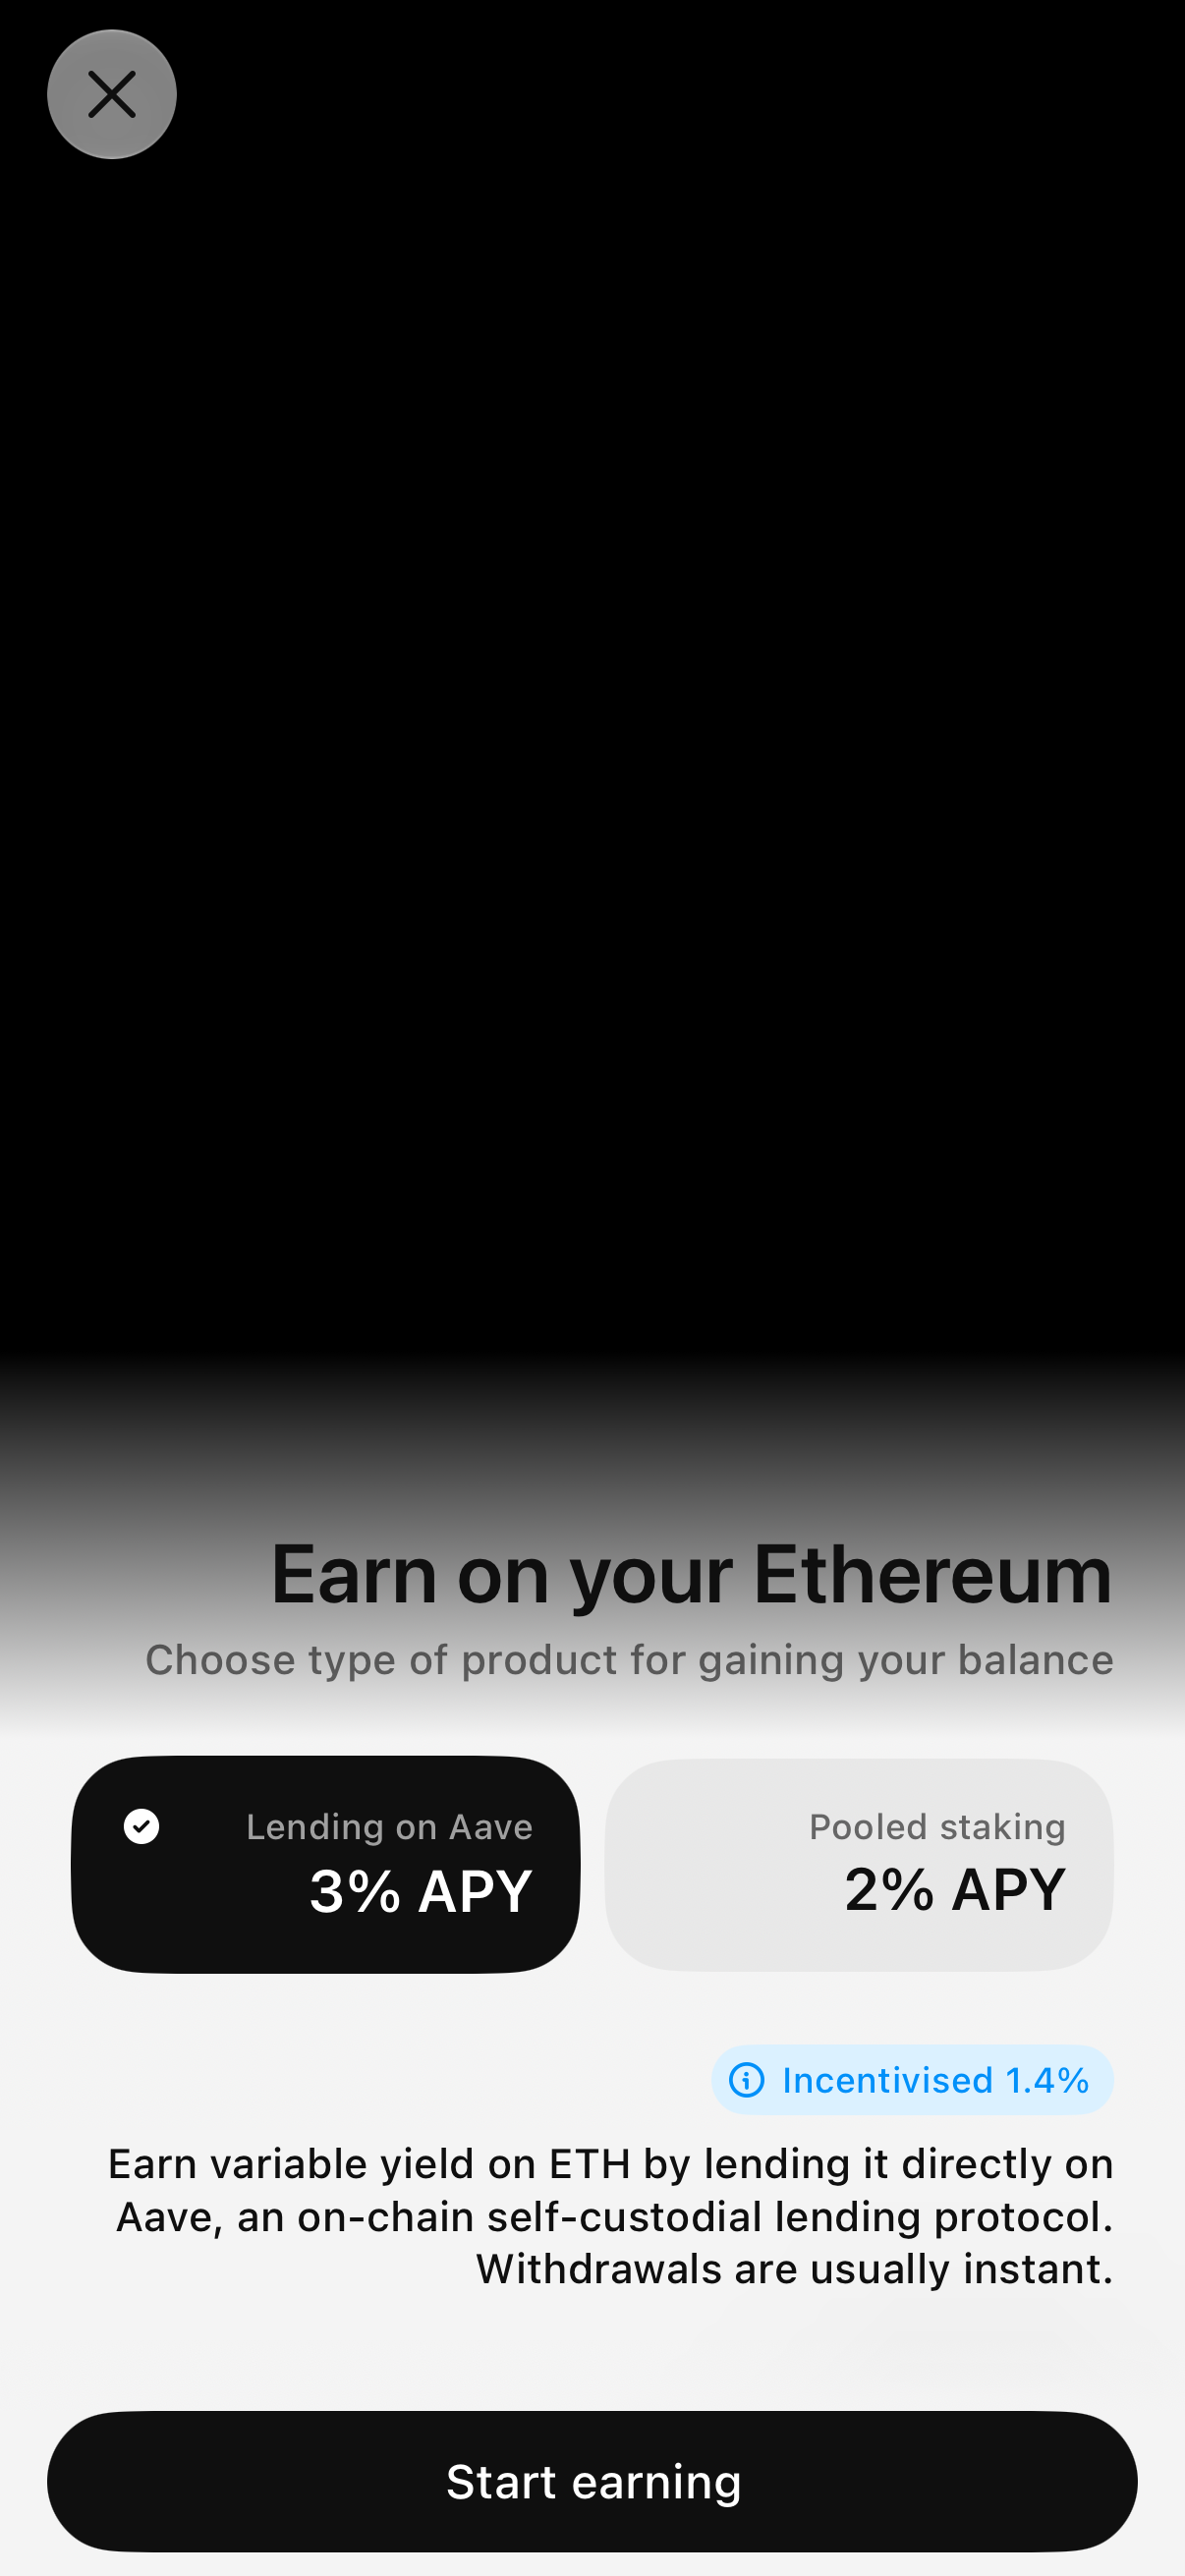 Earn on your Ethereum
Choose type of product for gaining your balance
Lending on Aave
3% APY
Pooled staking
2% APY
Incentivised 1.4%
Earn variable yield on ETH by lending it directly on
Aave, an on-chain self-custodial lending protocol.
Withdrawals are usually instant.
Start earning